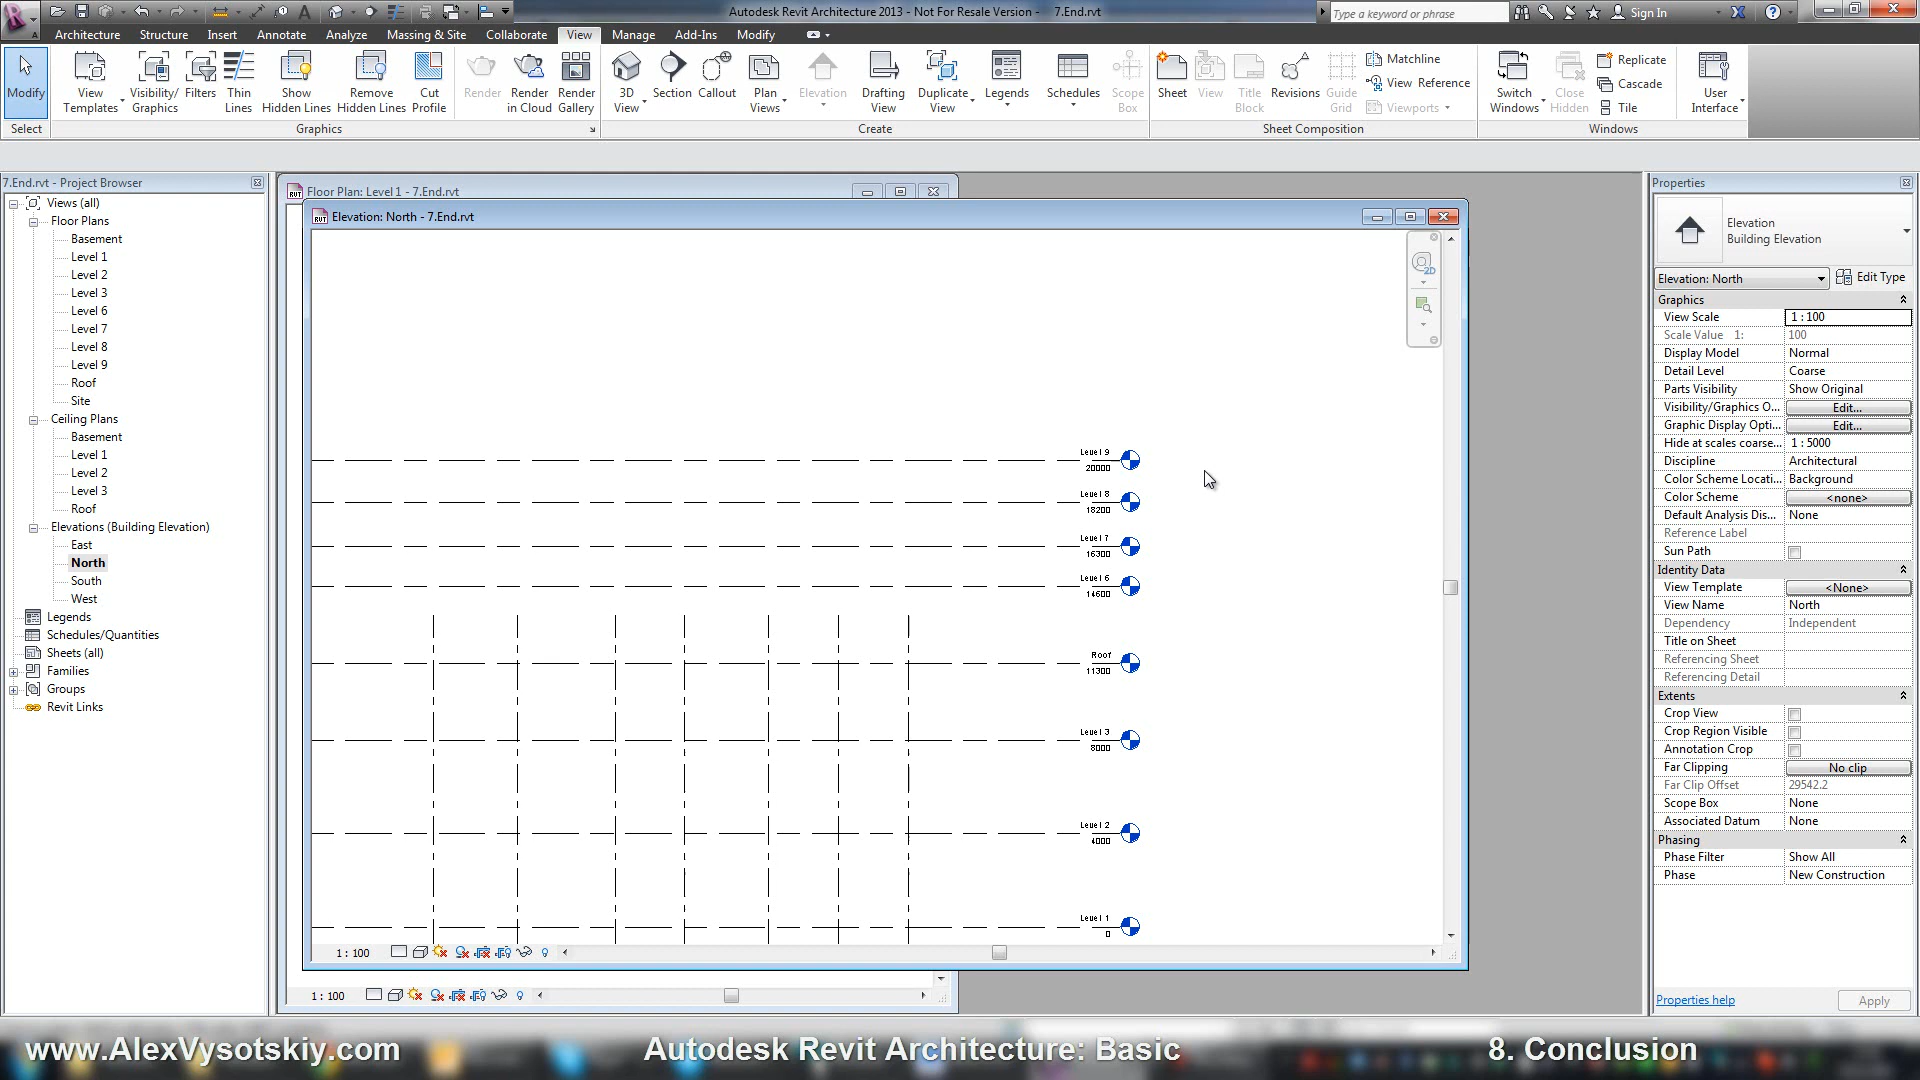 Autodesk Revit Architecture 2013 - Not For Resale Version - 7.End.rvt
Type a keyword or phrase
Sign In
Architecture Structure Insert Annotate Analyze Massing & Site Collaborate View Manage Add-Ins Modify
Modify
View Templates
Visibility/ Graphics
Filters
Thin Lines
Show Hidden Lines
Remove Hidden Lines
Cut Profile
Render
Render in Cloud
Render Gallery
3D View
Section
Callout
Plan Views
Elevation
Drafting View
Duplicate View
Legends
Schedules
Scope Box
Sheet
View
Title Block
Revisions
Guide Grid
Matchline
View Reference
Viewports
Switch Windows
Close Hidden
Replicate
Cascade
Tile
User Interface
Select
Graphics
Create
Sheet Composition
Windows
7.End.rvt - Project Browser
Views (all)
Floor Plans
Basement
Level 1
Level 2
Level 3
Level 6
Level 7
Level 8
Level 9
Roof
Site
Ceiling Plans
Basement
Level 1
Level 2
Level 3
Roof
Elevations (Building Elevation)
East
North
South
West
Legends
Schedules/Quantities
Sheets (all)
Families
Groups
Revit Links
Floor Plan: Level 1 - 7.End.rvt
Elevation: North - 7.End.rvt
2D
Level 9
20000
Level 8
18200
Level 7
16300
Level 6
14600
Roof
11300
Level 3
8000
Level 2
4000
Level 1
0
1 : 100
1 : 100
Properties
Elevation
Building Elevation
Elevation: North
Edit Type
Graphics
View Scale 1 : 100
Scale Value 1: 100
Display Model Normal
Detail Level Coarse
Parts Visibility Show Original
Visibility/Graphics O... Edit...
Graphic Display Opti... Edit...
Hide at scales coarse... 1 : 5000
Discipline Architectural
Color Scheme Locati... Background
Color Scheme <none>
Default Analysis Dis... None
Reference Label
Sun Path
Identity Data
View Template <None>
View Name North
Dependency Independent
Title on Sheet
Referencing Sheet
Referencing Detail
Extents
Crop View
Crop Region Visible
Annotation Crop
Far Clipping No clip
Far Clip Offset 29542.2
Scope Box None
Associated Datum None
Phasing
Phase Filter Show All
Phase New Construction
Properties help
Apply
www.AlexVysotskiy.com
Autodesk Revit Architecture: Basic
8. Conclusion